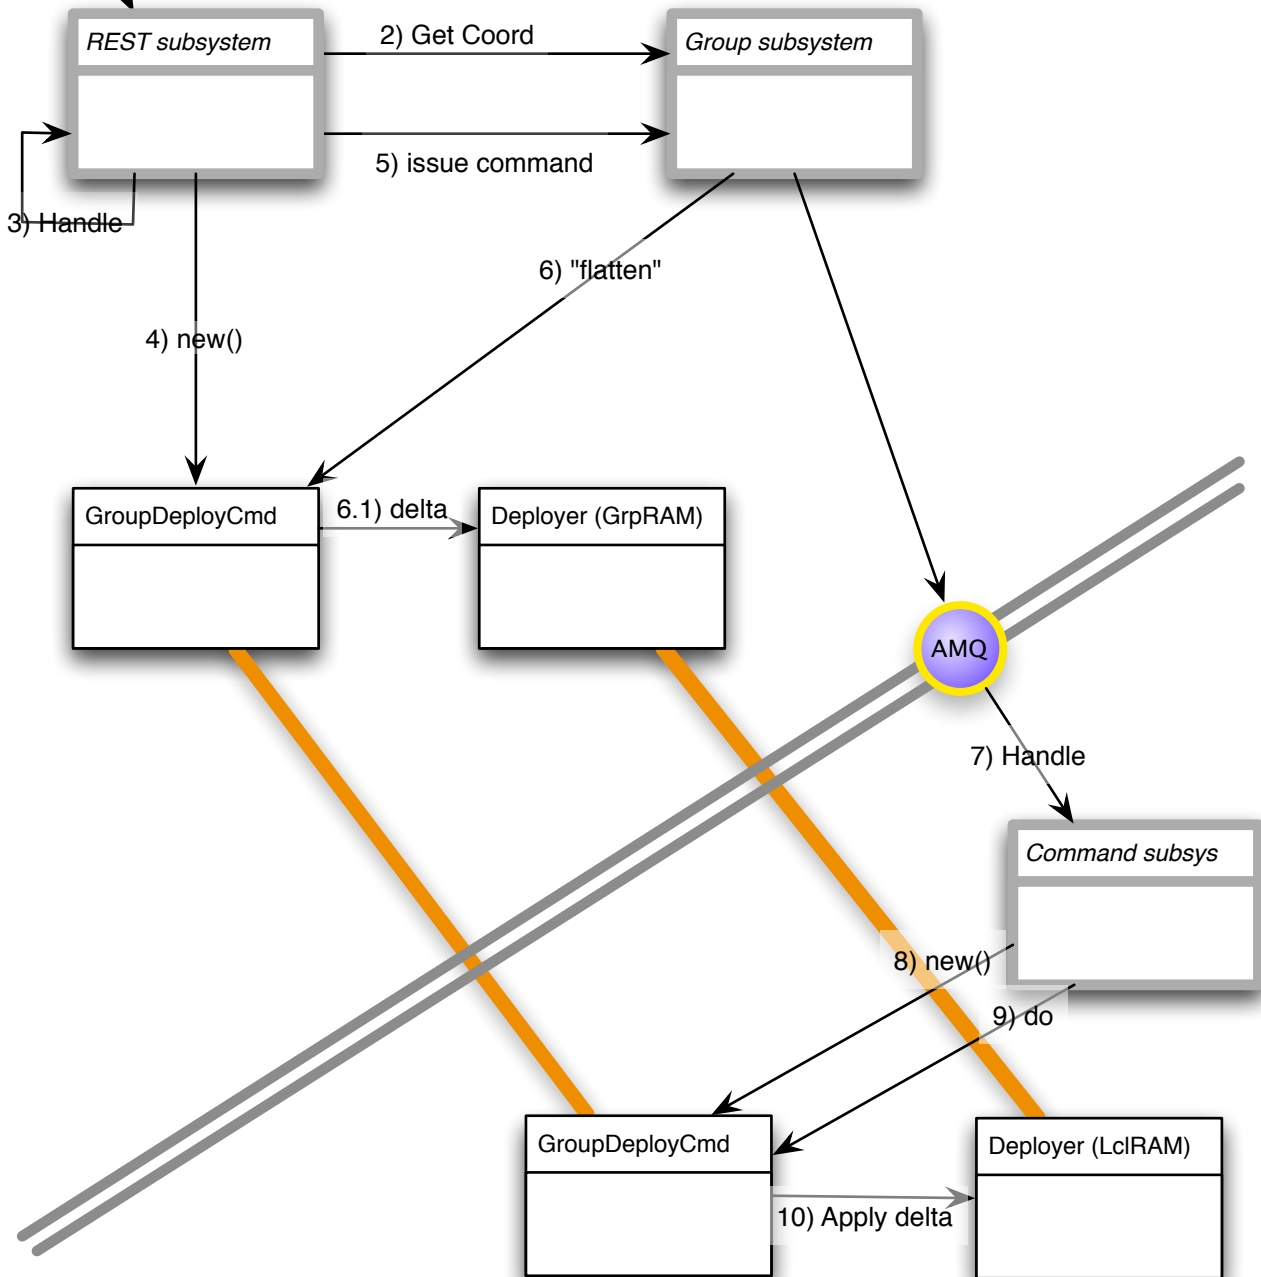 REST subsystem
2) Get Coord
Group subsystem
5) issue command
3) Handle
6) "flatten"
4) new()
GroupDeployCmd
6.1) delta
Deployer (GrpRAM)
AMQ
7) Handle
Command subsys
8) new()
9) do
GroupDeployCmd
Deployer (LclRAM)
10) Apply delta